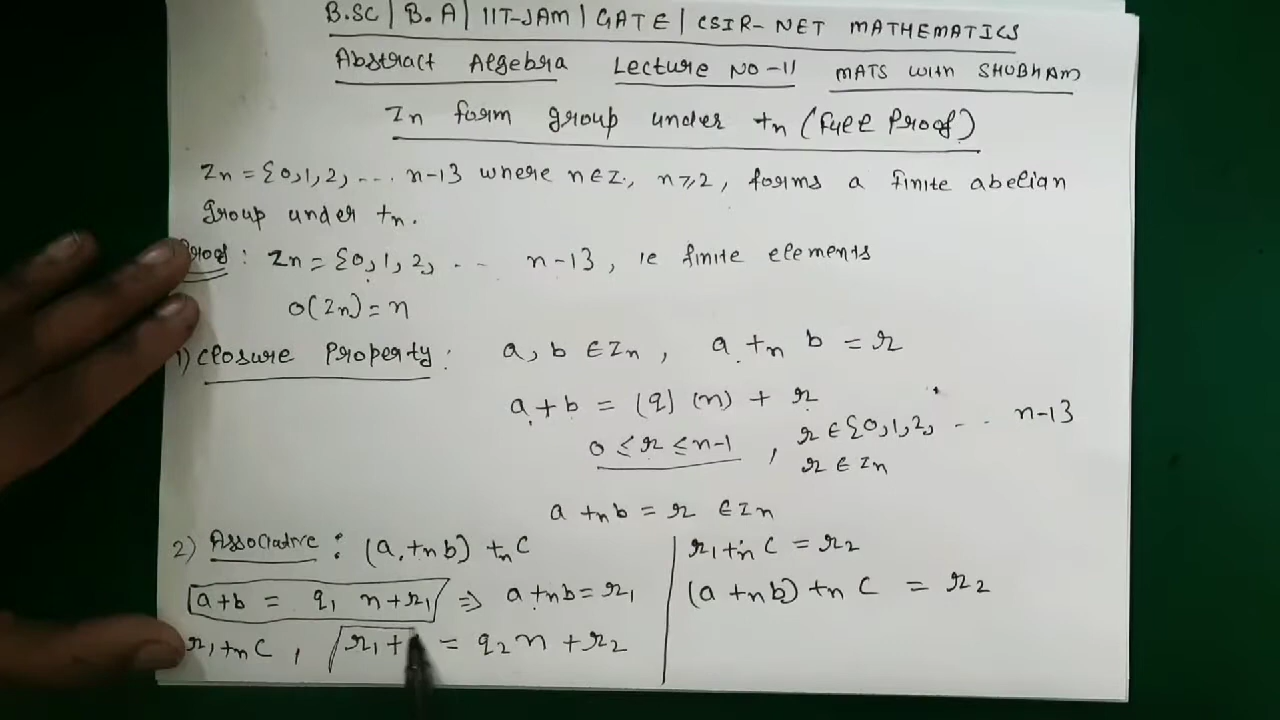 B.SC | B.A | IIT-JAM | GATE | CSIR-NET MATHEMATICS
Abstract Algebra Lecture NO-11 MATS with SHUBHAM
Zn form group under +n (Full Proof)
Zn = {0,1,2, ... n-1} where n∈Z, n≥2, forms a finite abelian
group under +n.
Proof : Zn = {0,1,2, .. n-1}, ie finite elements
O(Zn) = n
1) Closure Property : a, b ∈ Zn, a +n b = r
a + b = (q) (n) + r
0 ≤ r ≤ n-1 , r ∈ {0,1,2, .. n-1}
r ∈ Zn
a +n b = r ∈ Zn
2) Associative : (a +n b) +n C
a+b = q1 n+r1 ⇒ a +n b = r1
r1 +n C , r1 + = q2 n + r2
r1 +n C = r2
(a +n b) +n C = r2